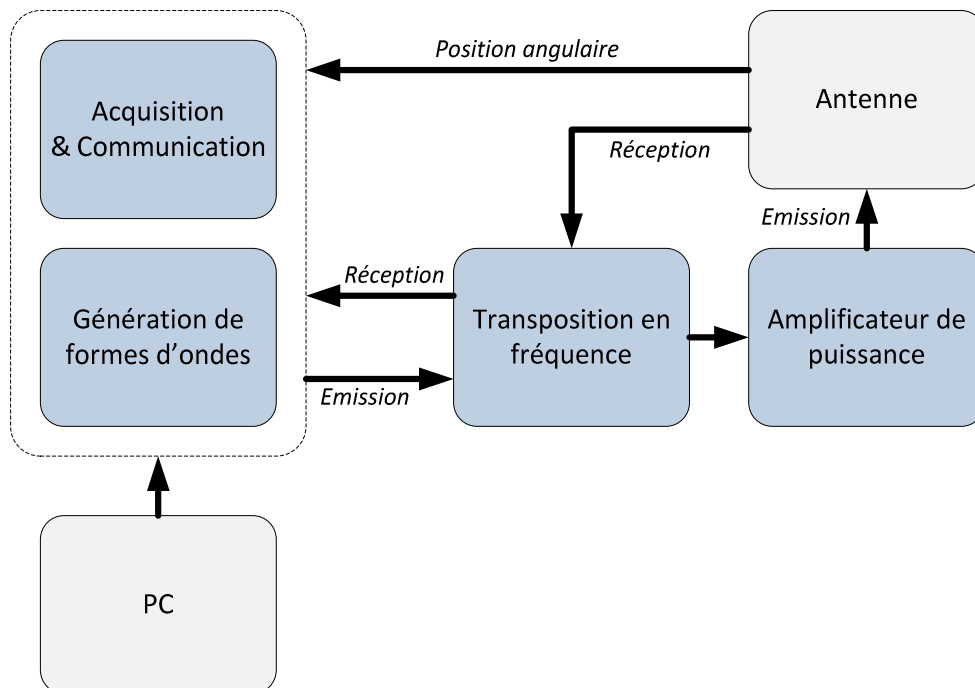 Position angulaire
Acquisition
& Communication
Antenne
Réception
Emission
Réception
Génération de
formes d'ondes
Transposition en
fréquence
Amplificateur de
puissance
Emission
PC